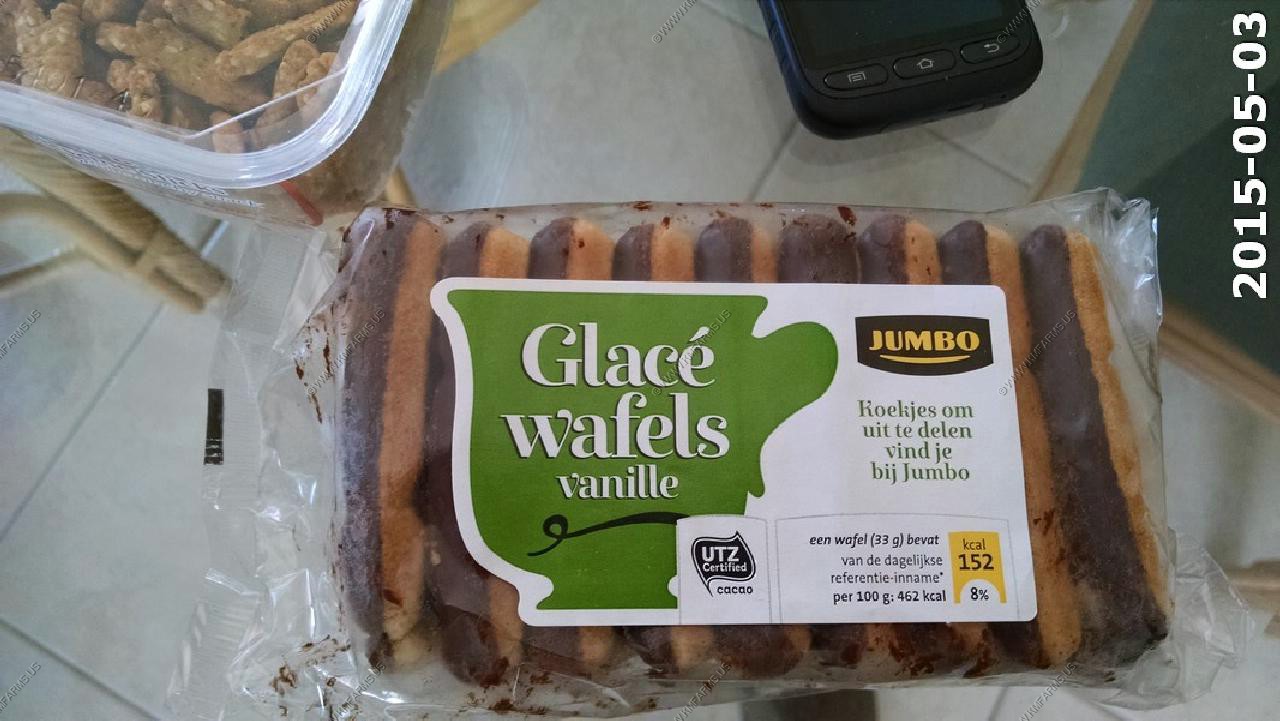 2015-05-03
Glacé
wafels
vanille
JUMBO
Koekjes om
uit te delen
vind je
bij Jumbo
UTZ
Certified
cacao
een wafel (33 g) bevat
van de dagelijkse
referentie-inname*
per 100 g: 462 kcal
kcal
152
8%